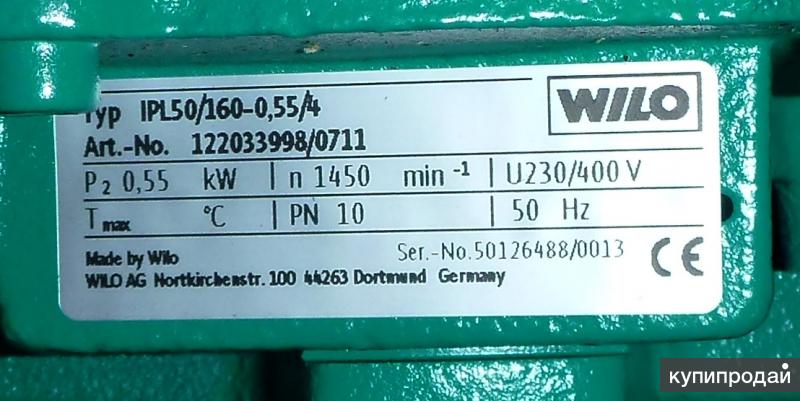 WILO
Typ IPL50/160-0,55/4
Art.-No. 122033998/0711
P2 0,55 kW n 1450 min -1 U230/400 V
Tmax °C PN 10 50 Hz
Made by Wilo Ser.-No.50126488/0013 CE
WILO AG Nortkirchenstr. 100 44263 Dortmund Germany
купипродай